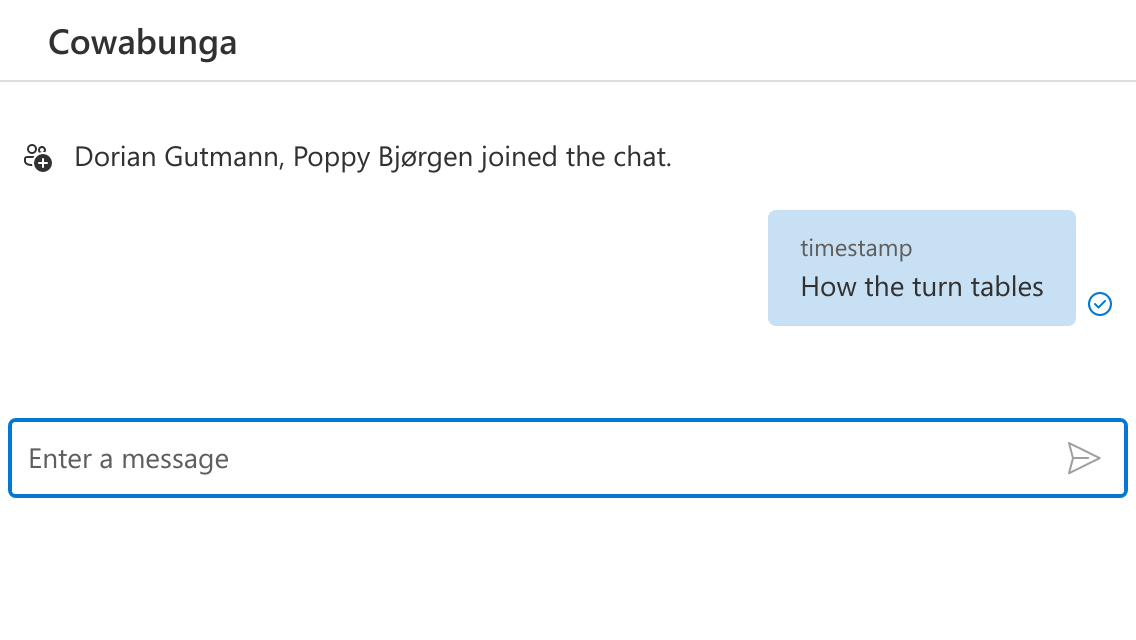 Cowabunga
Dorian Gutmann, Poppy Bjørgen joined the chat.
timestamp
How the turn tables
Enter a message